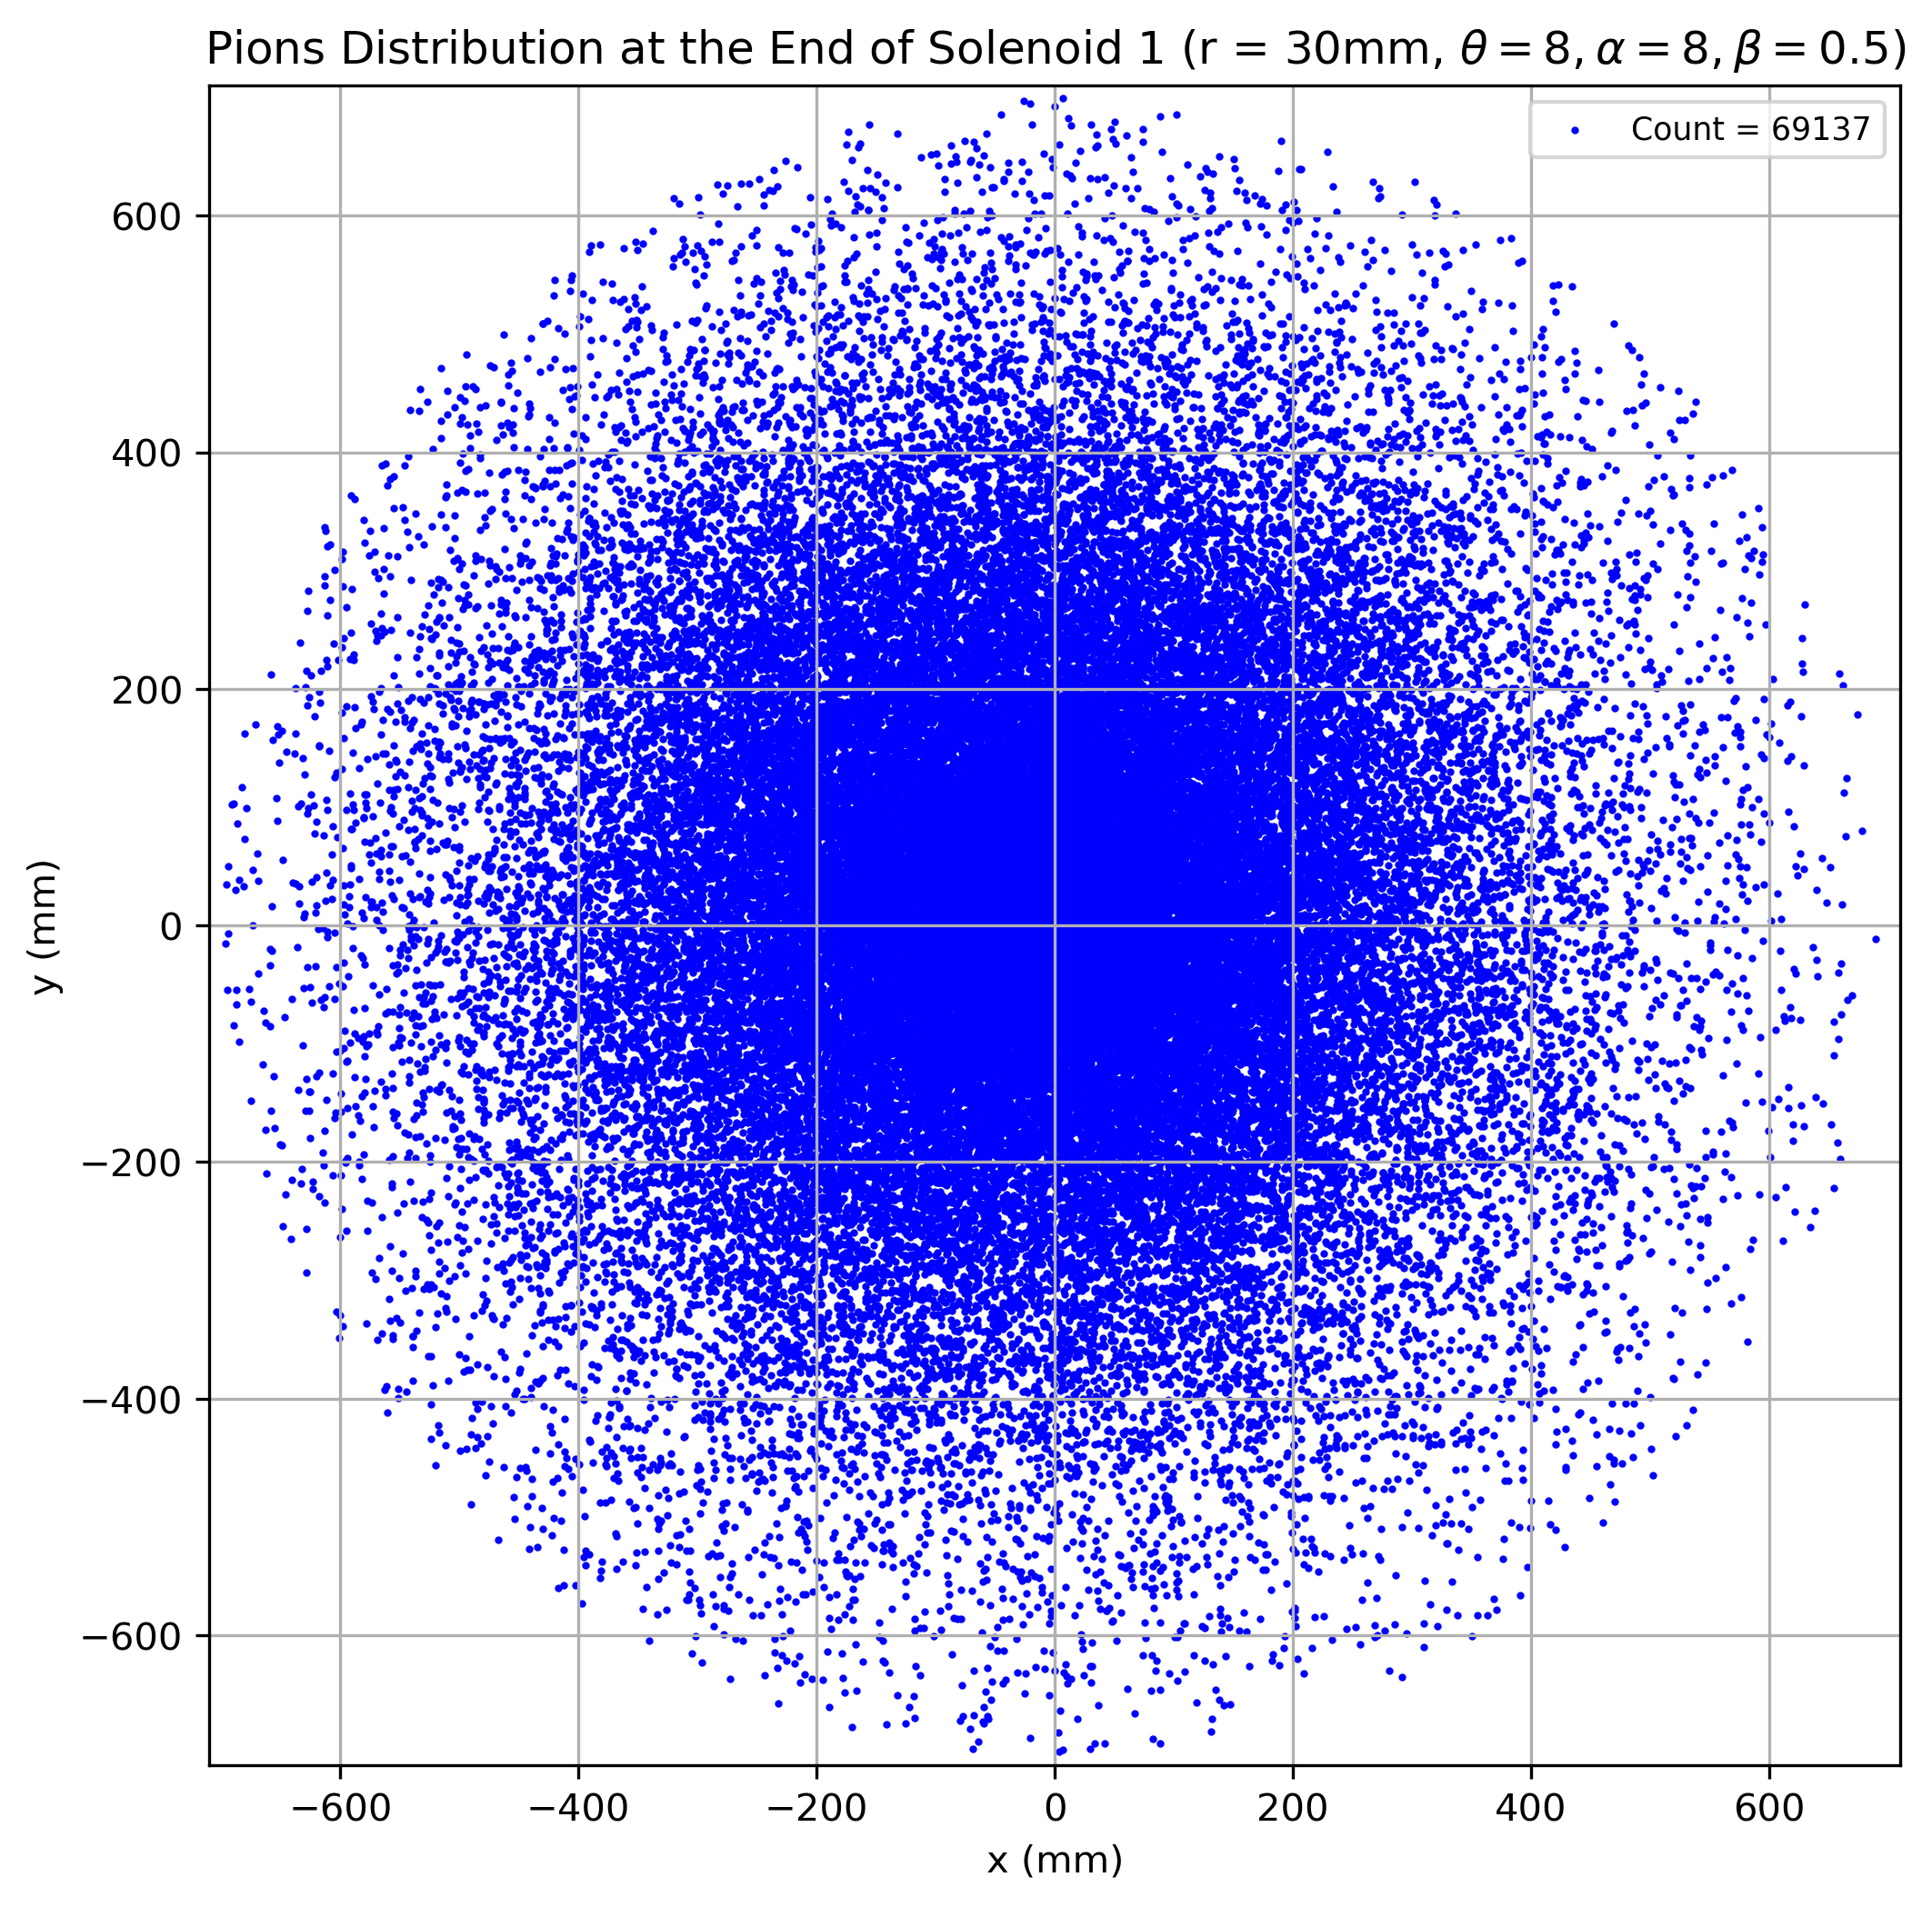 Pions Distribution at the End of Solenoid 1 (r = 30mm, θ = 8, α = 8, β = 0.5)
Count = 69137
600
400
200
0
−200
−400
−600
y (mm)
−600 −400 −200 0 200 400 600
x (mm)